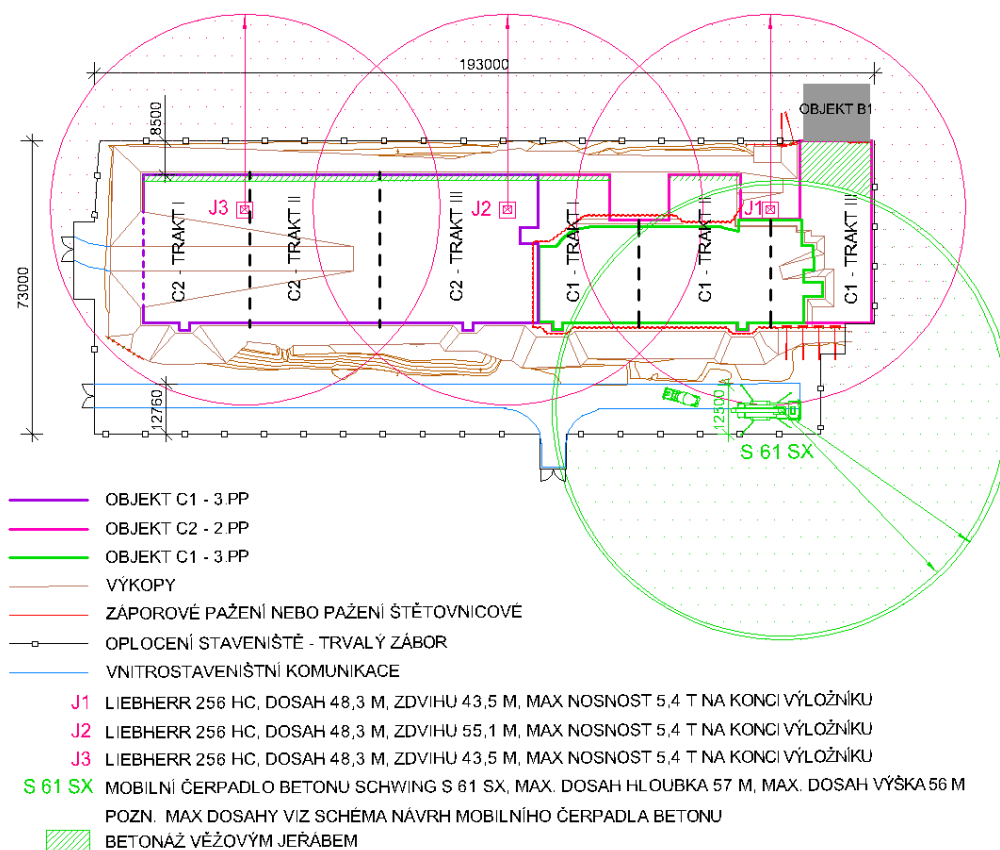 193000
OBJEKT B1
8500
J3
J2
J1
73000
C2 - TRAKT I
C2 - TRAKT II
C2 - TRAKT III
C1 - TRAKT I
C1 - TRAKT II
C1 - TRAKT III
12760
12500
S 61 SX
OBJEKT C1 - 3.PP
OBJEKT C2 - 2.PP
OBJEKT C1 - 3.PP
VÝKOPY
ZÁPOROVÉ PAŽENÍ NEBO PAŽENÍ ŠTĚTOVNICOVÉ
OPLOCENÍ STAVENIŠTĚ - TRVALÝ ZÁBOR
VNITROSTAVENIŠTNÍ KOMUNIKACE
J1 LIEBHERR 256 HC, DOSAH 48,3 M, ZDVIHU 43,5 M, MAX NOSNOST 5,4 T NA KONCI VÝLOŽNÍKU
J2 LIEBHERR 256 HC, DOSAH 48,3 M, ZDVIHU 55,1 M, MAX NOSNOST 5,4 T NA KONCI VÝLOŽNÍKU
J3 LIEBHERR 256 HC, DOSAH 48,3 M, ZDVIHU 43,5 M, MAX NOSNOST 5,4 T NA KONCI VÝLOŽNÍKU
S 61 SX MOBILNÍ ČERPADLO BETONU SCHWING S 61 SX, MAX. DOSAH HLOUBKA 57 M, MAX. DOSAH VÝŠKA 56 M
POZN. MAX DOSAHY VIZ SCHÉMA NÁVRH MOBILNÍHO ČERPADLA BETONU
BETONÁŽ VĚŽOVÝM JEŘÁBEM